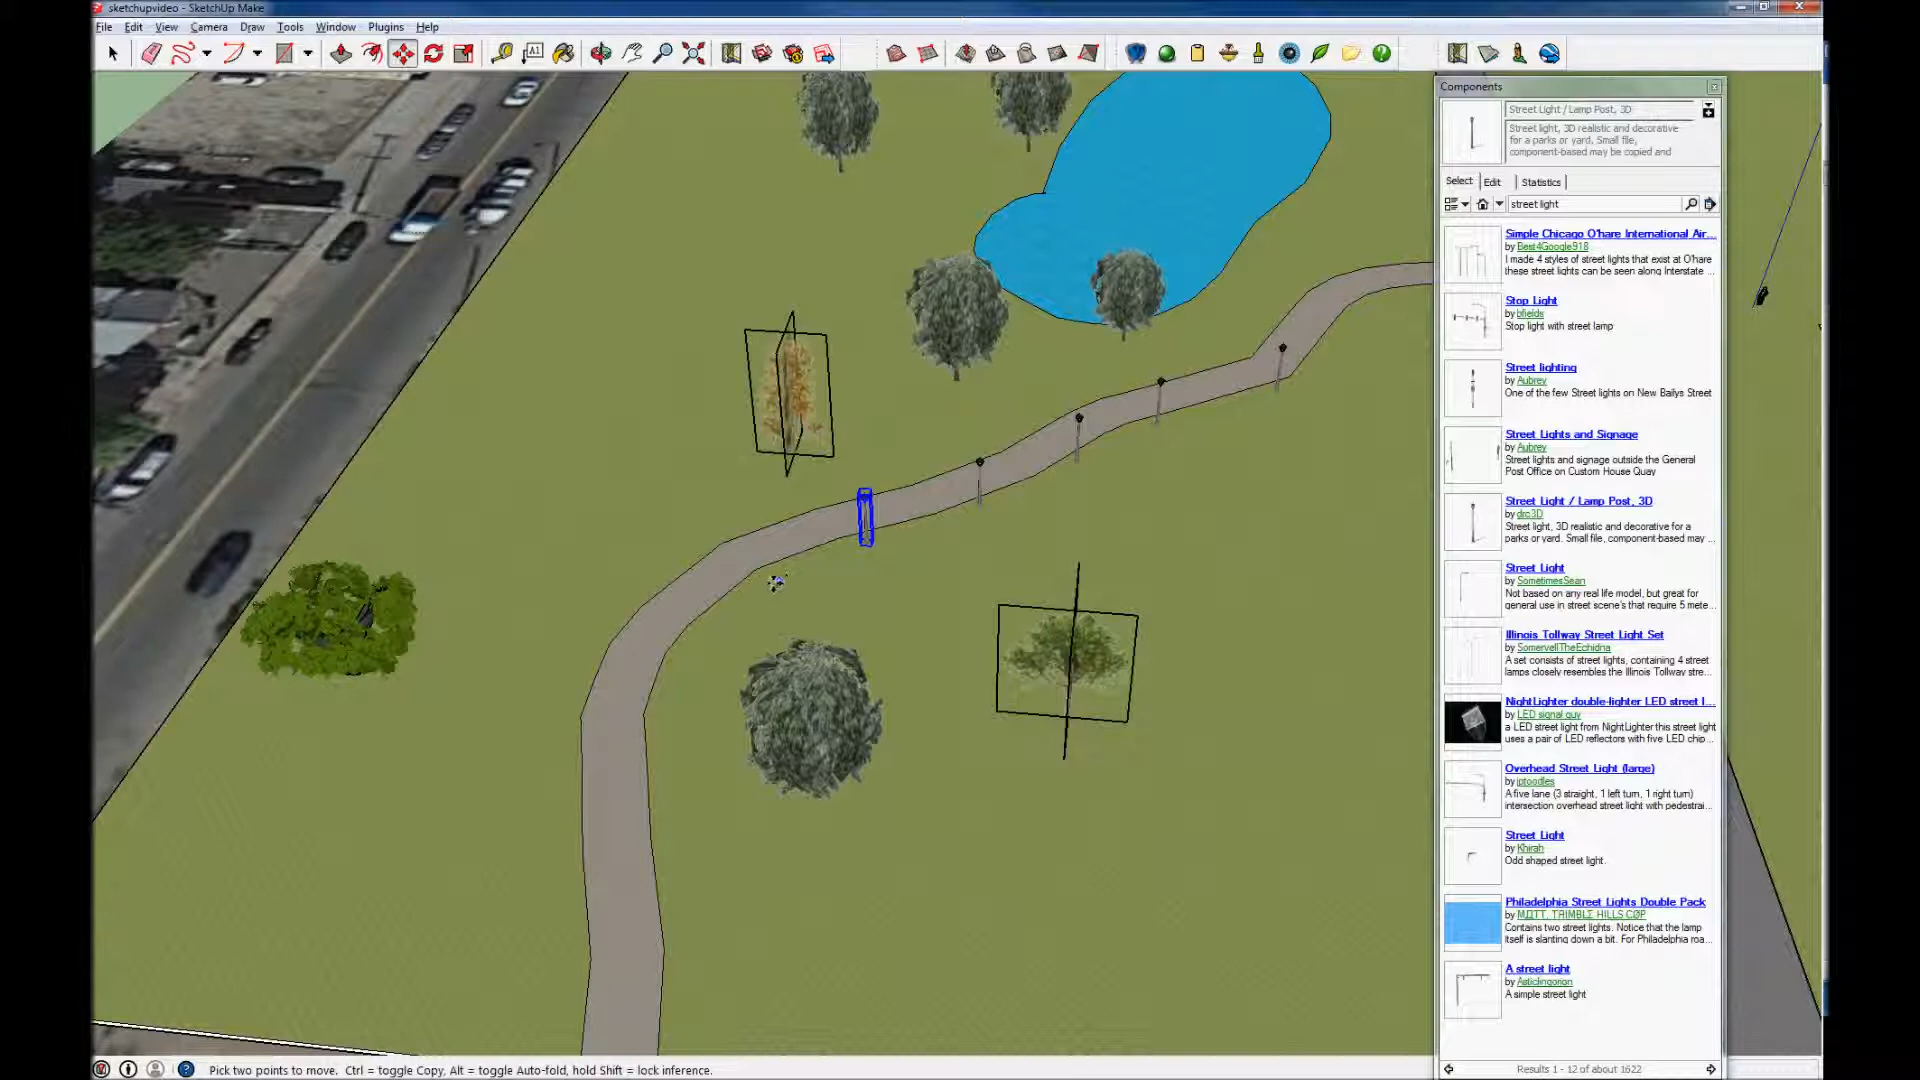 sketchupvideo - SketchUp Make
File Edit View Camera Draw Tools Window Plugins Help
A1
Components
Street Light / Lamp Post, 3D
Street light, 3D realistic and decorative
for a parks or yard. Small file,
component-based may be copied and
Select Edit Statistics
street light
Simple Chicago O'hare International Air...
by Best4Google918
I made 4 styles of street lights that exist at O'hare
these street lights can be seen along Interstate ...
Stop Light
by bfields
Stop light with street lamp
Street lighting
by Aubrey
One of the few Street lights on New Bailys Street
Street Lights and Signage
by Aubrey
Street lights and signage outside the General
Post Office on Custom House Quay
Street Light / Lamp Post, 3D
by drc3D
Street light, 3D realistic and decorative for a
parks or yard. Small file, component-based may ...
Street Light
by SometimesSean
Not based on any real life model, but great for
general use in street scene's that require 5 mete...
Illinois Tollway Street Light Set
by SomervellTheEchidna
A set consists of street lights, containing 4 street
lamps closely resembles the Illinois Tollway stre...
NightLighter double-lighter LED street l...
by LED signal guy
a LED street light from NightLighter this street light
uses a pair of LED reflectors with five LED chip...
Overhead Street Light (large)
by iptoodles
A five lane (3 straight, 1 left turn, 1 right turn)
intersection overhead street light with pedestrai...
Street Light
by Khirah
Odd shaped street light.
Philadelphia Street Lights Double Pack
by MДTT, TRIMBLΣ HILLS CØP
Contains two street lights. Notice that the lamp
itself is slanting down a bit. For Philadelphia roa...
A street light
by
A simple street light
Results 1 - 12 of about 1622
Pick two points to move. Ctrl = toggle Copy, Alt = toggle Auto-fold, hold Shift = lock inference.